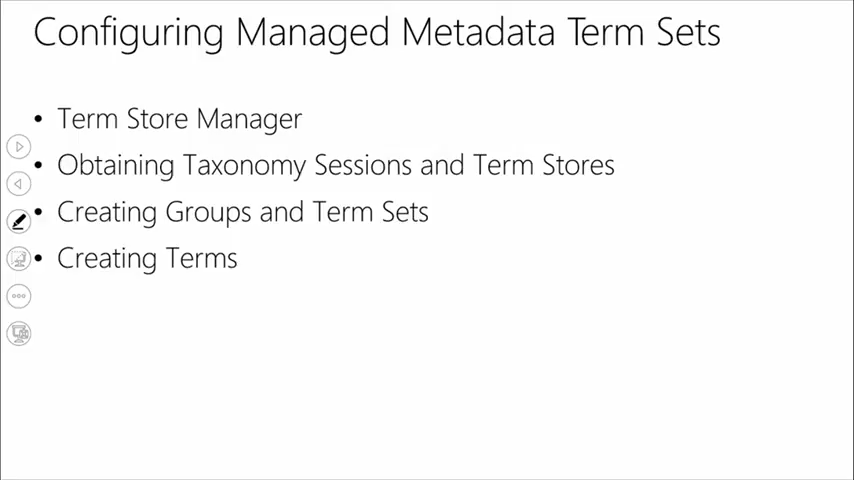 Configuring Managed Metadata Term Sets
• Term Store Manager
• Obtaining Taxonomy Sessions and Term Stores
• Creating Groups and Term Sets
• Creating Terms